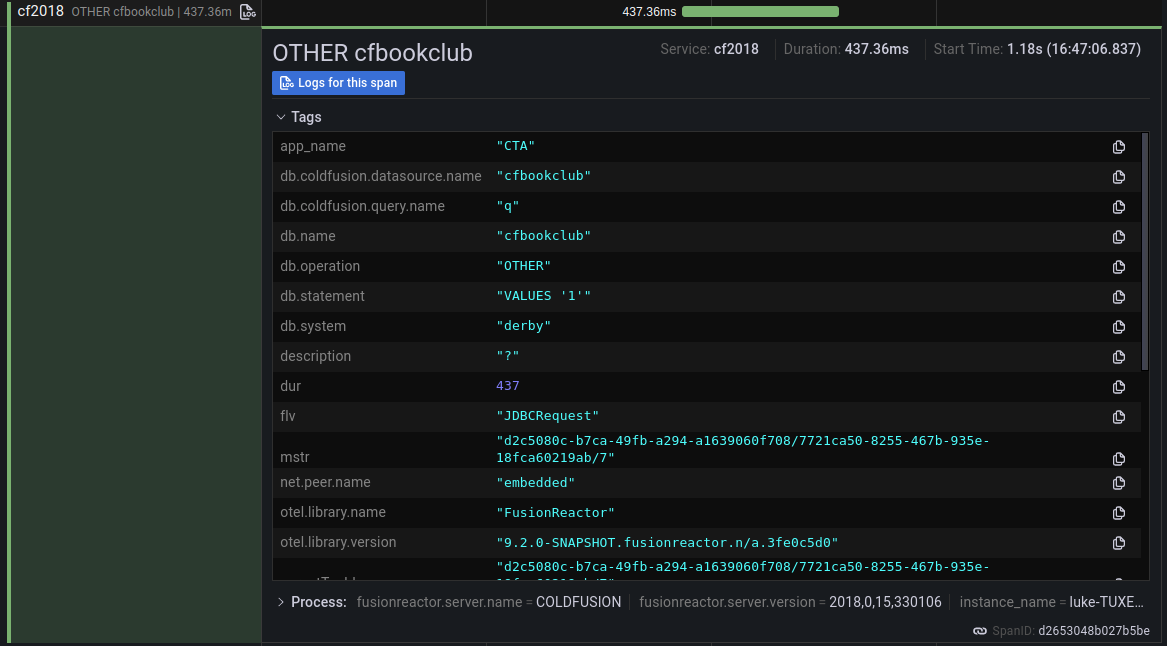 cf2018 OTHER cfbookclub | 437.36m LOG 437.36ms
OTHER cfbookclub Service: cf2018 Duration: 437.36ms Start Time: 1.18s (16:47:06.837)
LOG Logs for this span
Tags
app_name "CTA"
db.coldfusion.datasource.name "cfbookclub"
db.coldfusion.query.name "q"
db.name "cfbookclub"
db.operation "OTHER"
db.statement "VALUES '1'"
db.system "derby"
description "?"
dur 437
flv "JDBCRequest"
"d2c5080c-b7ca-49fb-a294-a1639060f708/7721ca50-8255-467b-935e-
mstr 18fca60219ab/7"
net.peer.name "embedded"
otel.library.name "FusionReactor"
otel.library.version "9.2.0-SNAPSHOT.fusionreactor.n/a.3fe0c5d0"
"d2c5080c-b7ca-49fb-a294-a1639060f708/7721ca50-8255-467b-935e-
Process: fusionreactor.server.name = COLDFUSION fusionreactor.server.version = 2018,0,15,330106 instance_name = luke-TUXE…
SpanID: d2653048b027b5be